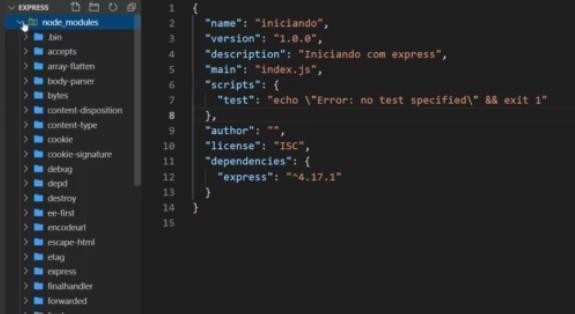 EXPRESS
node_modules
.bin
accepts
array-flatten
body-parser
bytes
content-disposition
content-type
cookie
cookie-signature
debug
depd
destroy
ee-first
encodeurl
escape-html
etag
express
finalhandler
forwarded
1 {
2 "name": "iniciando",
3 "version": "1.0.0",
4 "description": "Iniciando com express",
5 "main": "index.js",
6 "scripts": {
7 "test": "echo \"Error: no test specified\" && exit 1"
8 },
9 "author": "",
10 "license": "ISC",
11 "dependencies": {
12 "express": "^4.17.1"
13 }
14 }
15